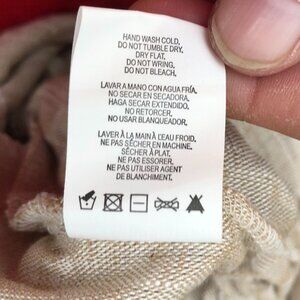 HAND WASH COLD,
DO NOT TUMBLE DRY,
DRY FLAT,
DO NOT WRING,
DO NOT BLEACH.
LAVAR A MANO CON AGUA FRÍA,
NO SECAR EN SECADORA,
HAGA SECAR EXTENDIDO,
NO RETORCER,
NO USAR BLANQUEADOR.
LAVER À LA MAIN À L'EAU FROID,
NE PAS SÉCHER EN MACHINE,
SÉCHER À PLAT,
NE PAS ESSORER,
NE PAS UTILISER AGENT
DE BLANCHIMENT.